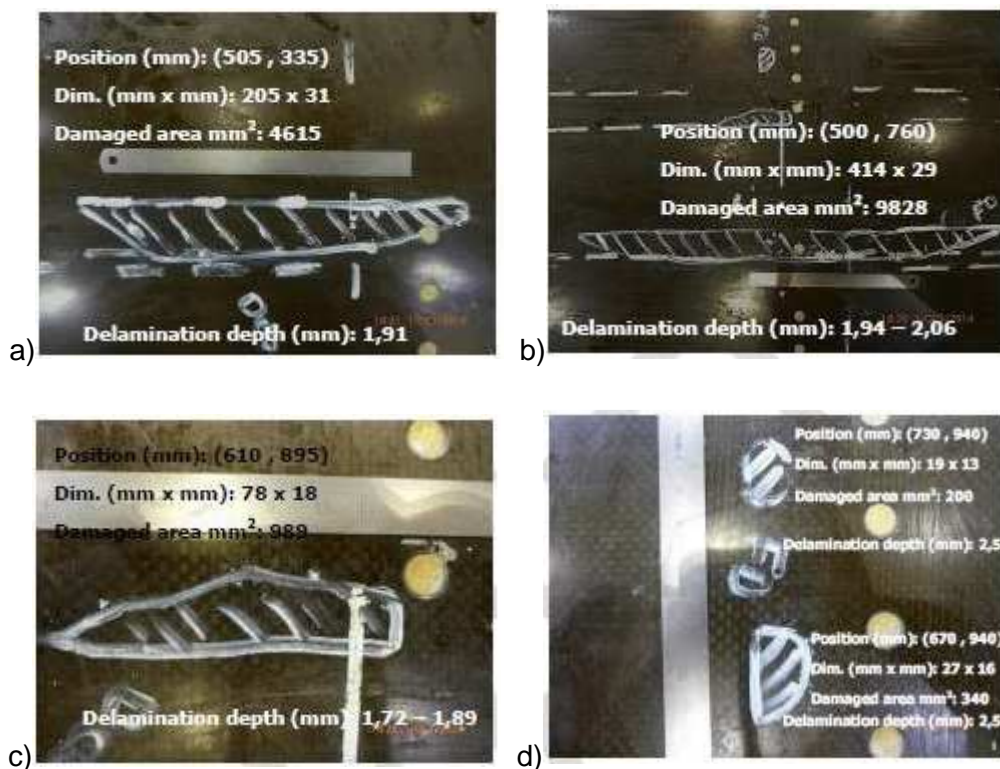 Position (mm): (505 , 335)
Dim. (mm x mm): 205 x 31
Damaged area mm²: 4615
Delamination depth (mm): 1,91
a)
Position (mm): (500 , 760)
Dim. (mm x mm): 414 x 29
Damaged area mm²: 9828
Delamination depth (mm): 1,94 – 2,06
b)
Position (mm): (610 , 895)
Dim. (mm x mm): 78 x 18
Damaged area mm²: 989
Delamination depth (mm) 1,72 – 1,89
c)
Position (mm): (730 , 940)
Dim. (mm x mm): 19 x 13
Damaged area mm²: 200
Delamination depth (mm): 2,5
Position (mm): (670 , 940)
Dim. (mm x mm): 27 x 16
Damaged area mm²: 340
Delamination depth (mm): 2,5
d)